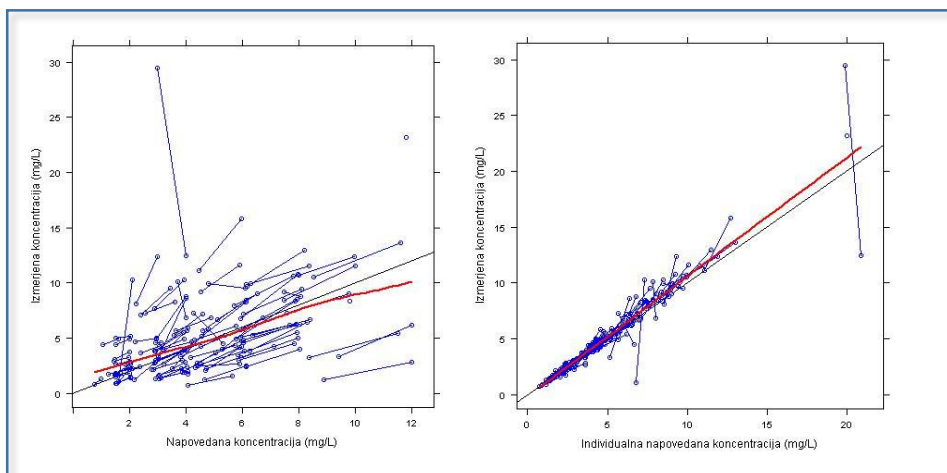 30
25
20
15
10
5
0
Izmerjena koncentracija (mg/L)
2 4 6 8 10 12
Napovedana koncentracija (mg/L)
30
25
20
15
10
5
0
Izmerjena koncentracija (mg/L)
0 5 10 15 20
Individualna napovedana koncentracija (mg/L)